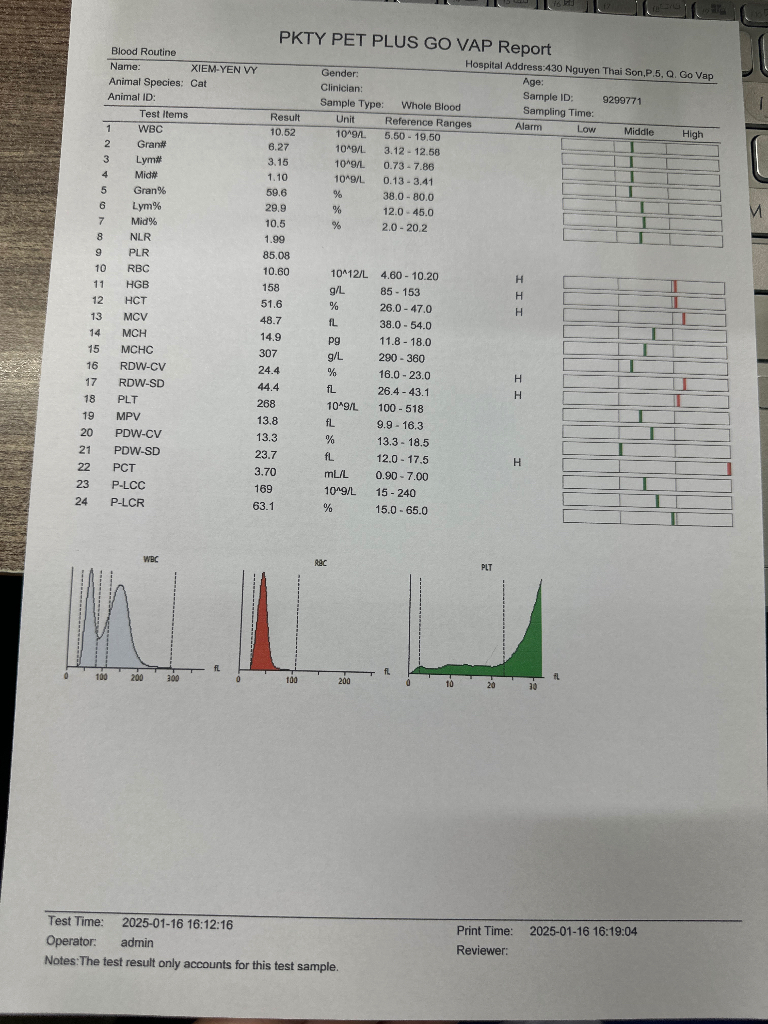 PKTY PET PLUS GO VAP Report
Blood Routine
Hospital Address:430 Nguyen Thai Son,P.5, Q. Go Vap
Name: XIEM-YEN VY Gender: Age:
Animal Species: Cat Clinician: Sample ID: 9299771
Animal ID: Sample Type: Whole Blood Sampling Time:
Test Items Result Unit Reference Ranges Alarm Low Middle High
1 WBC 10.52 10^9/L 5.50 - 19.50
2 Gran# 6.27 10^9/L 3.12 - 12.58
3 Lym# 3.15 10^9/L 0.73 - 7.86
4 Mid# 1.10 10^9/L 0.13 - 3.41
5 Gran% 59.6 % 38.0 - 80.0
6 Lym% 29.9 % 12.0 - 45.0
7 Mid% 10.5 % 2.0 - 20.2
8 NLR 1.99
9 PLR 85.08
10 RBC 10.60 10^12/L 4.60 - 10.20 H
11 HGB 158 g/L 85 - 153 H
12 HCT 51.6 % 26.0 - 47.0 H
13 MCV 48.7 fL 38.0 - 54.0
14 MCH 14.9 pg 11.8 - 18.0
15 MCHC 307 g/L 290 - 360
16 RDW-CV 24.4 % 16.0 - 23.0 H
17 RDW-SD 44.4 fL 26.4 - 43.1 H
18 PLT 268 10^9/L 100 - 518
19 MPV 13.8 fL 9.9 - 16.3
20 PDW-CV 13.3 % 13.3 - 18.5
21 PDW-SD 23.7 fL 12.0 - 17.5 H
22 PCT 3.70 mL/L 0.90 - 7.00
23 P-LCC 169 10^9/L 15 - 240
24 P-LCR 63.1 % 15.0 - 65.0
WBC RBC PLT
0 100 200 300 fL 0 100 200 fL 0 10 20 30 fL
Test Time: 2025-01-16 16:12:16 Print Time: 2025-01-16 16:19:04
Operator: admin Reviewer:
Notes:The test result only accounts for this test sample.